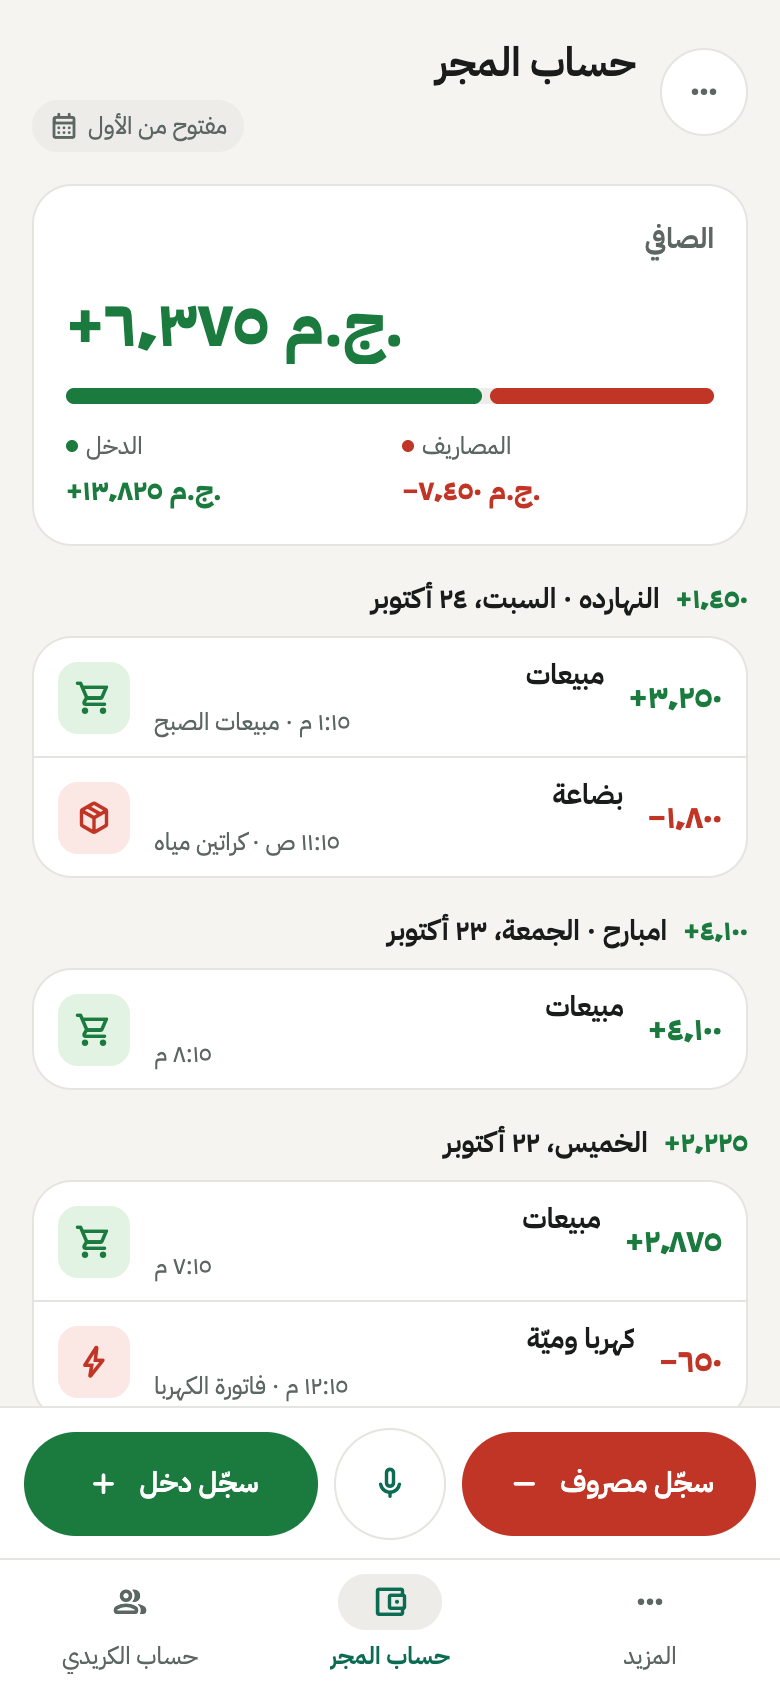 حساب المجر
مفتوح من الأول
الصافي
+٦,٣٧٥ ج.م.
الدخل
المصاريف
+١٣,٨٢٥ ج.م.
−٧,٤٥٠ ج.م.
النهارده · السبت، ٢٤ أكتوبر
+١,٤٥٠
مبيعات
+٣,٢٥٠
١:١٥ م · مبيعات الصبح
بضاعة
−١,٨٠٠
١١:١٥ ص · كراتين مياه
امبارح · الجمعة، ٢٣ أكتوبر
+٤,١٠٠
مبيعات
+٤,١٠٠
٨:١٥ م
الخميس، ٢٢ أكتوبر
+٢,٢٢٥
مبيعات
+٢,٨٧٥
٧:١٥ م
كهربا وميّة
−٦٥٠
١٢:١٥ م · فاتورة الكهربا
سجّل دخل
سجّل مصروف
حساب الكريدي
حساب المجر
المزيد